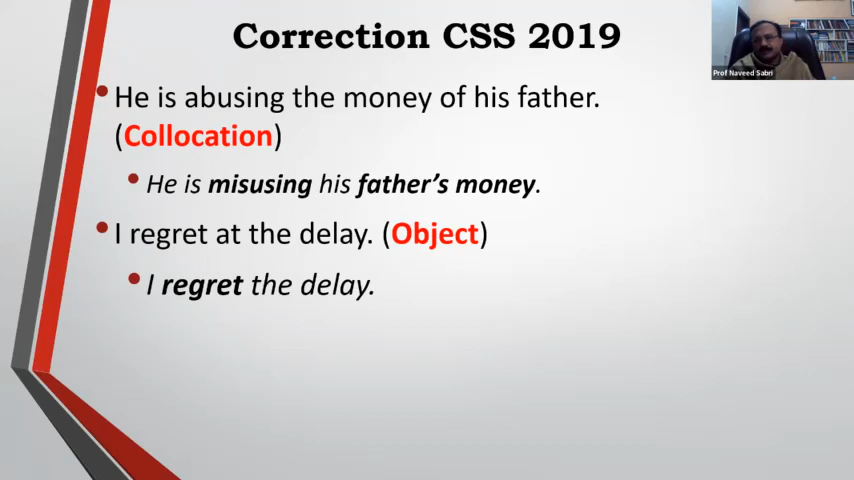 Correction CSS 2019
Prof Naveed Sabri
He is abusing the money of his father.
(Collocation)
He is misusing his father's money.
I regret at the delay. (Object)
I regret the delay.